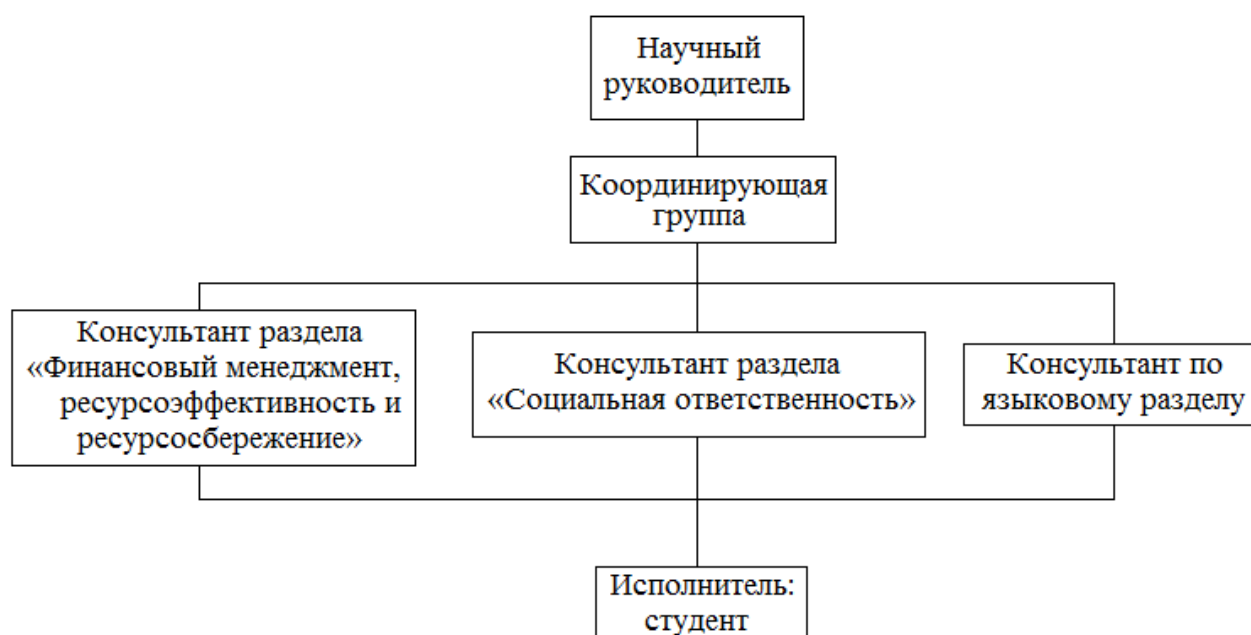 Научный
руководитель
Координирующая
группа
Консультант раздела
«Финансовый менеджмент,
ресурсоэффективность и
ресурсосбережение»
Консультант раздела
«Социальная ответственность»
Консультант по
языковому разделу
Исполнитель:
студент